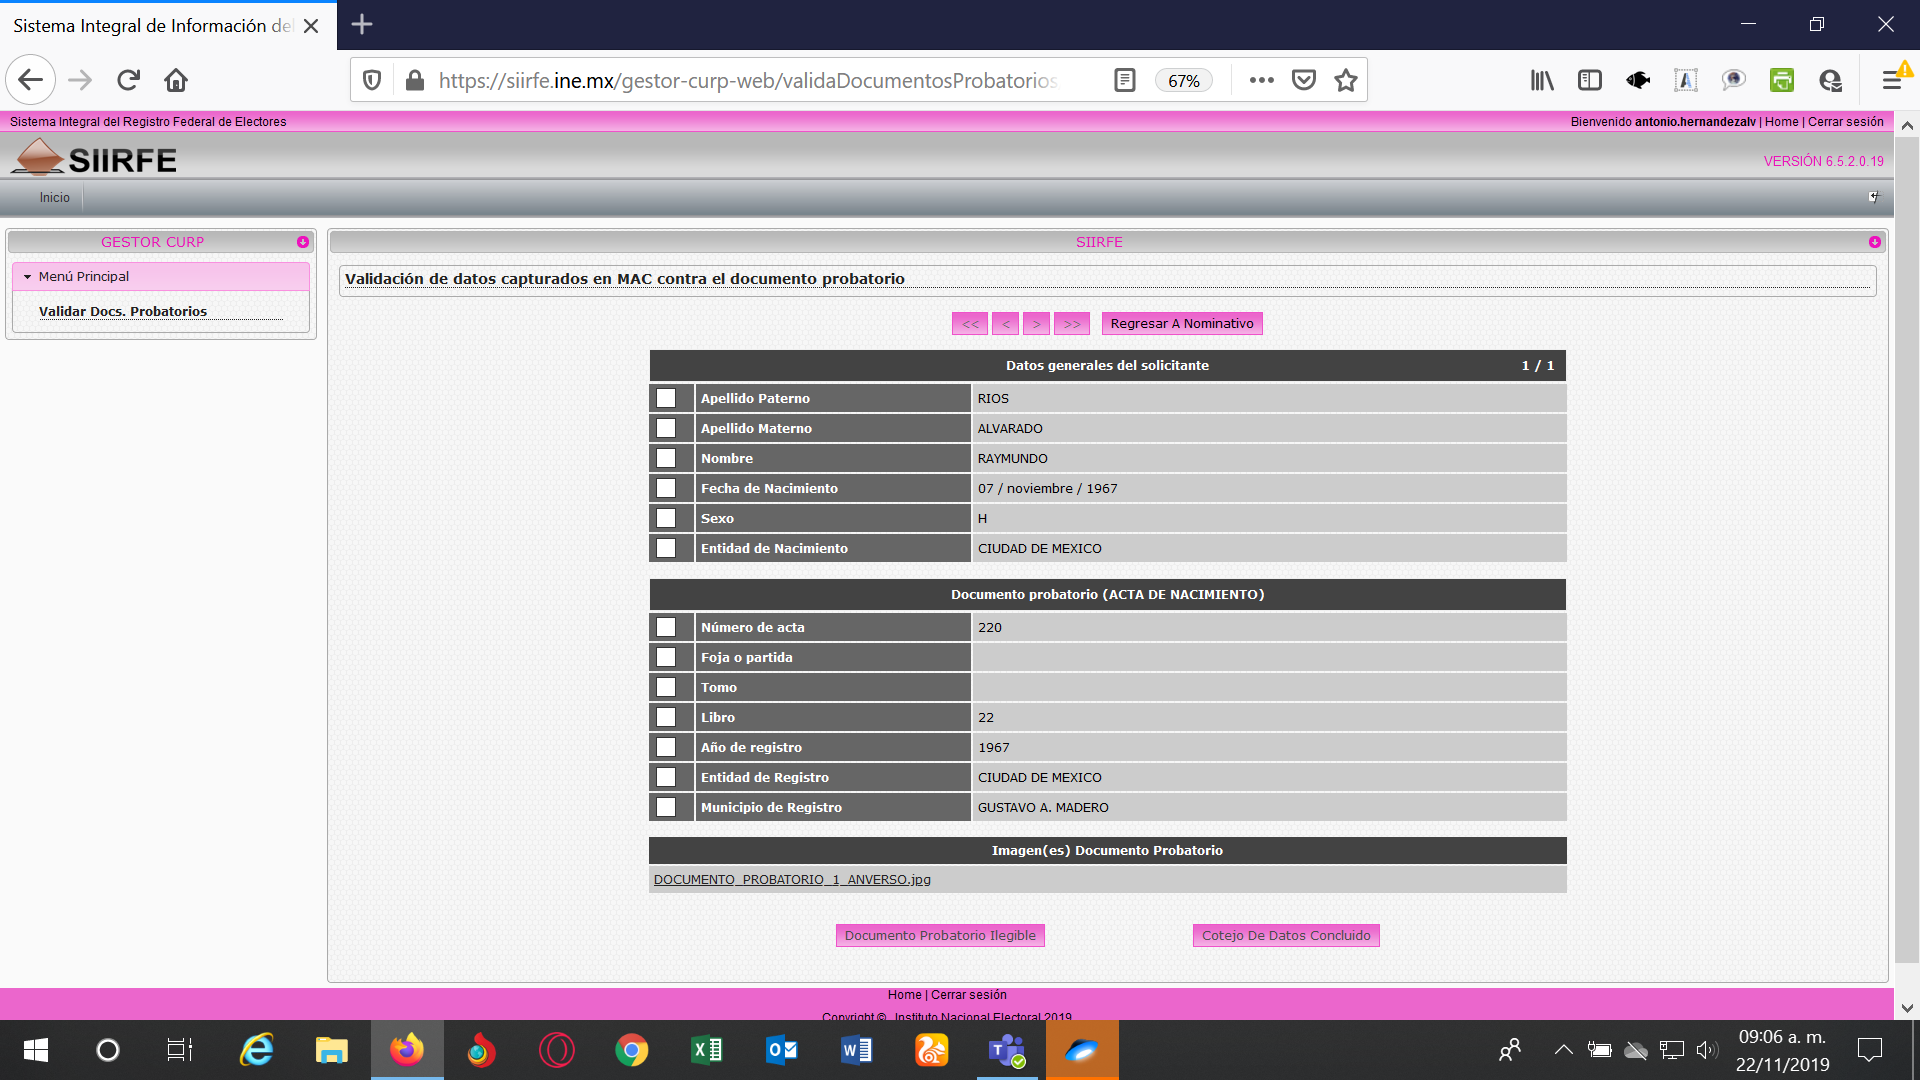 Sistema Integral de Información del
https://siirfe.ine.mx/gestor-curp-web/validaDocumentosProbatorios
67%
Sistema Integral del Registro Federal de Electores
Bienvenido antonio.hernandezalv | Home | Cerrar sesión
SIIRFE
VERSIÓN 6.5.2.0.19
Inicio
GESTOR CURP
Menú Principal
Validar Docs. Probatorios
SIIRFE
Validación de datos capturados en MAC contra el documento probatorio
<< < > >> Regresar A Nominativo
Datos generales del solicitante 1 / 1
Apellido Paterno RIOS
Apellido Materno ALVARADO
Nombre RAYMUNDO
Fecha de Nacimiento 07 / noviembre / 1967
Sexo H
Entidad de Nacimiento CIUDAD DE MEXICO
Documento probatorio (ACTA DE NACIMIENTO)
Número de acta 220
Foja o partida
Tomo
Libro 22
Año de registro 1967
Entidad de Registro CIUDAD DE MEXICO
Municipio de Registro GUSTAVO A. MADERO
Imagen(es) Documento Probatorio
DOCUMENTO_PROBATORIO_1_ANVERSO.jpg
Documento Probatorio Ilegible Cotejo De Datos Concluido
Home | Cerrar sesión
Copyright © Instituto Nacional Electoral 2019
09:06 a. m.
22/11/2019